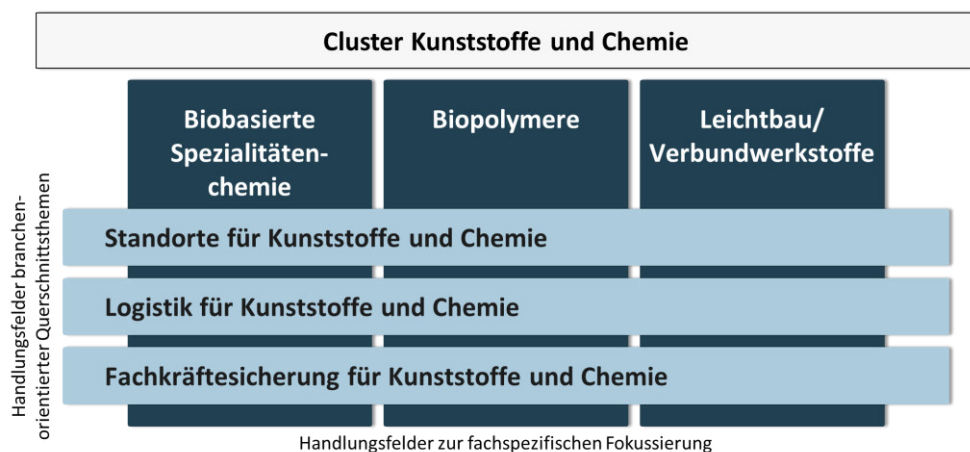 Cluster Kunststoffe und Chemie
Biobasierte
Spezialitäten-
chemie
Biopolymere
Leichtbau/
Verbundwerkstoffe
Standorte für Kunststoffe und Chemie
Logistik für Kunststoffe und Chemie
Fachkräftesicherung für Kunststoffe und Chemie
Handlungsfelder branchen-
orientierter Querschnittsthemen
Handlungsfelder zur fachspezifischen Fokussierung